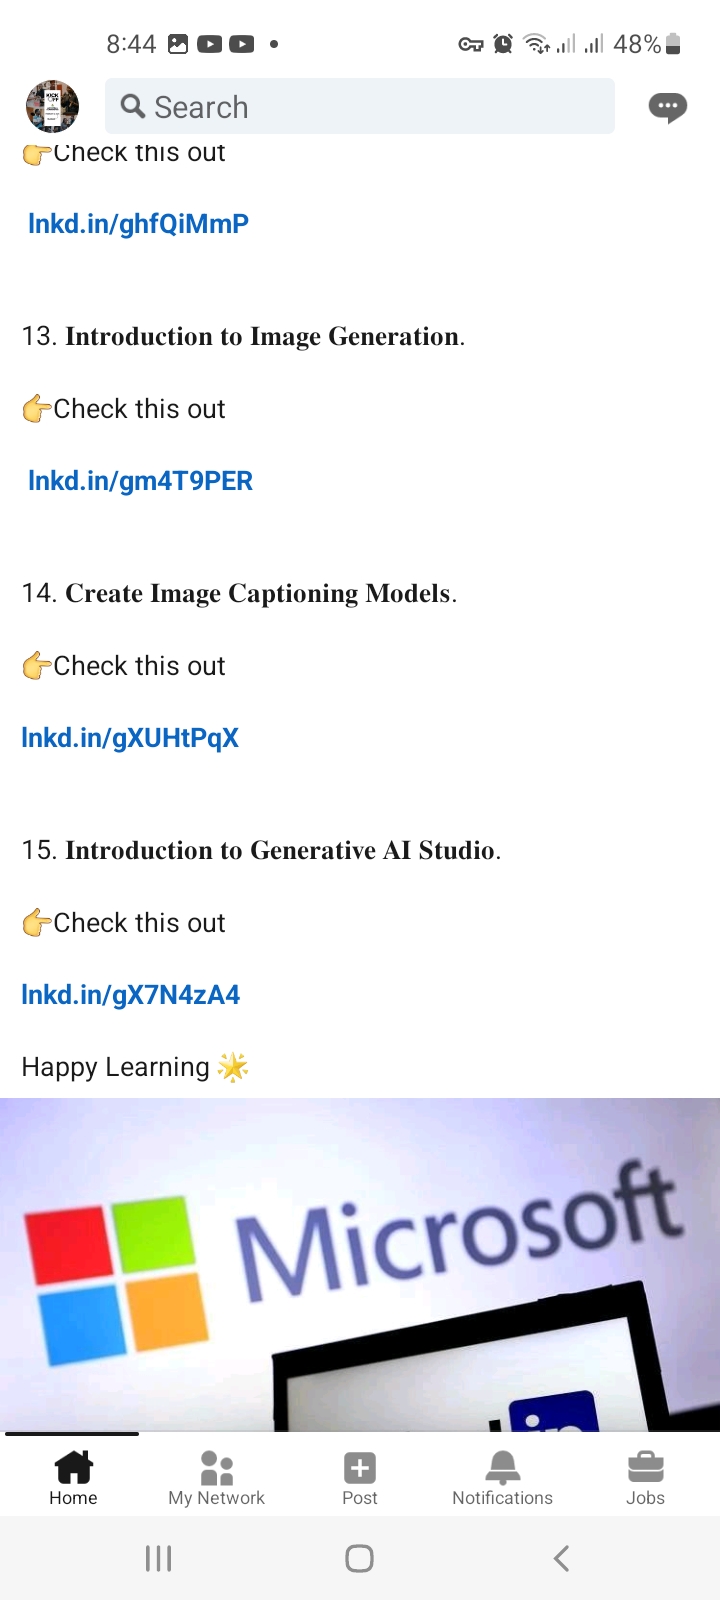 8:44
48%
Search
👉Check this out
lnkd.in/ghfQiMmP
13. Introduction to Image Generation.
👉Check this out
lnkd.in/gm4T9PER
14. Create Image Captioning Models.
👉Check this out
lnkd.in/gXUHtPqX
15. Introduction to Generative AI Studio.
👉Check this out
lnkd.in/gX7N4zA4
Happy Learning 🌟
Microsoft
in
Home
My Network
Post
Notifications
Jobs